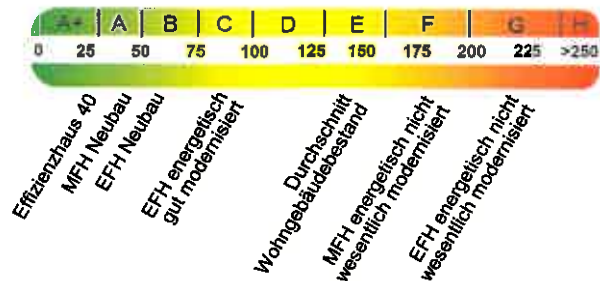 A+ A B C D E F G H
0 25 50 75 100 125 150 175 200 225 >250
Effizienzhaus 40
MFH Neubau
EFH Neubau
EFH energetisch
gut modernisiert
Durchschnitt
Wohngebäudebestand
MFH energetisch nicht
wesentlich modernisiert
EFH energetisch nicht
wesentlich modernisiert